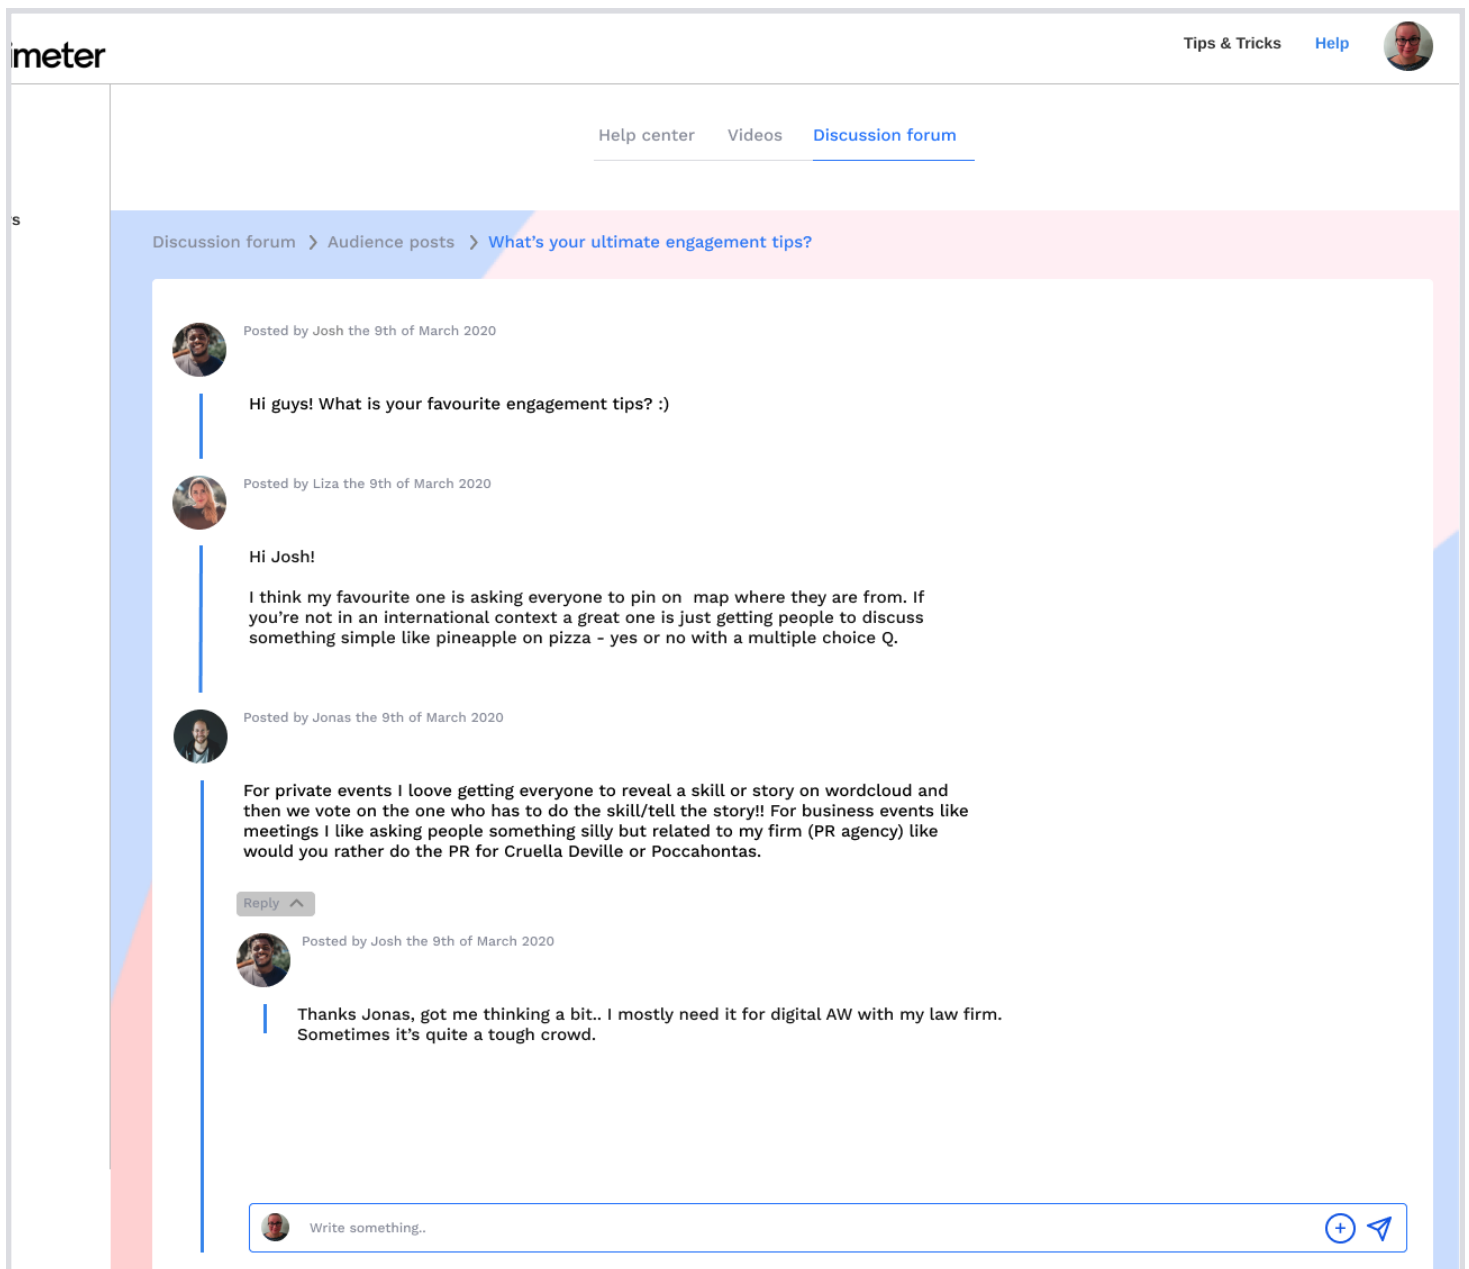 imeter
Tips & Tricks
Help
Help center
Videos
Discussion forum
s
Discussion forum > Audience posts > What's your ultimate engagement tips?
Posted by Josh the 9th of March 2020
Hi guys! What is your favourite engagement tips? :)
Posted by Liza the 9th of March 2020
Hi Josh!
I think my favourite one is asking everyone to pin on  map where they are from. If
you're not in an international context a great one is just getting people to discuss
something simple like pineapple on pizza - yes or no with a multiple choice Q.
Posted by Jonas the 9th of March 2020
For private events I loove getting everyone to reveal a skill or story on wordcloud and
then we vote on the one who has to do the skill/tell the story!! For business events like
meetings I like asking people something silly but related to my firm (PR agency) like
would you rather do the PR for Cruella Deville or Poccahontas.
Reply
Posted by Josh the 9th of March 2020
Thanks Jonas, got me thinking a bit.. I mostly need it for digital AW with my law firm.
Sometimes it's quite a tough crowd.
Write something..